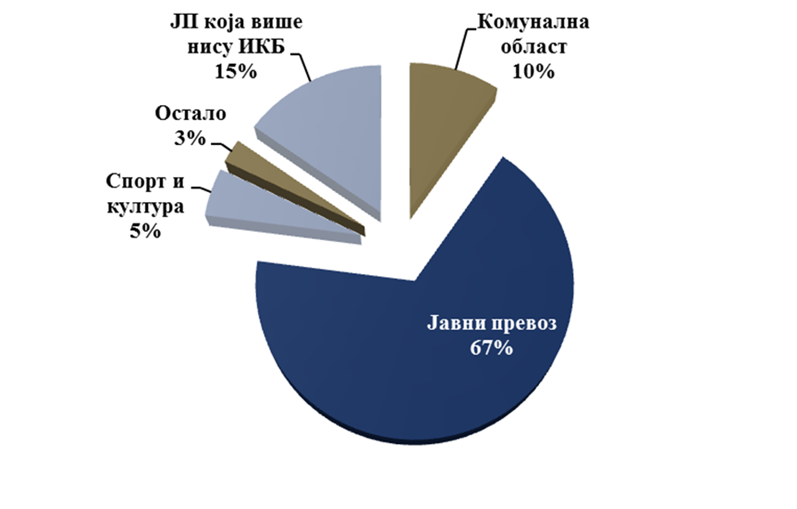 ЈП која више
нису ИКБ
15%
Комунална
област
10%
Остало
3%
Спорт и
култура
5%
Јавни превоз
67%